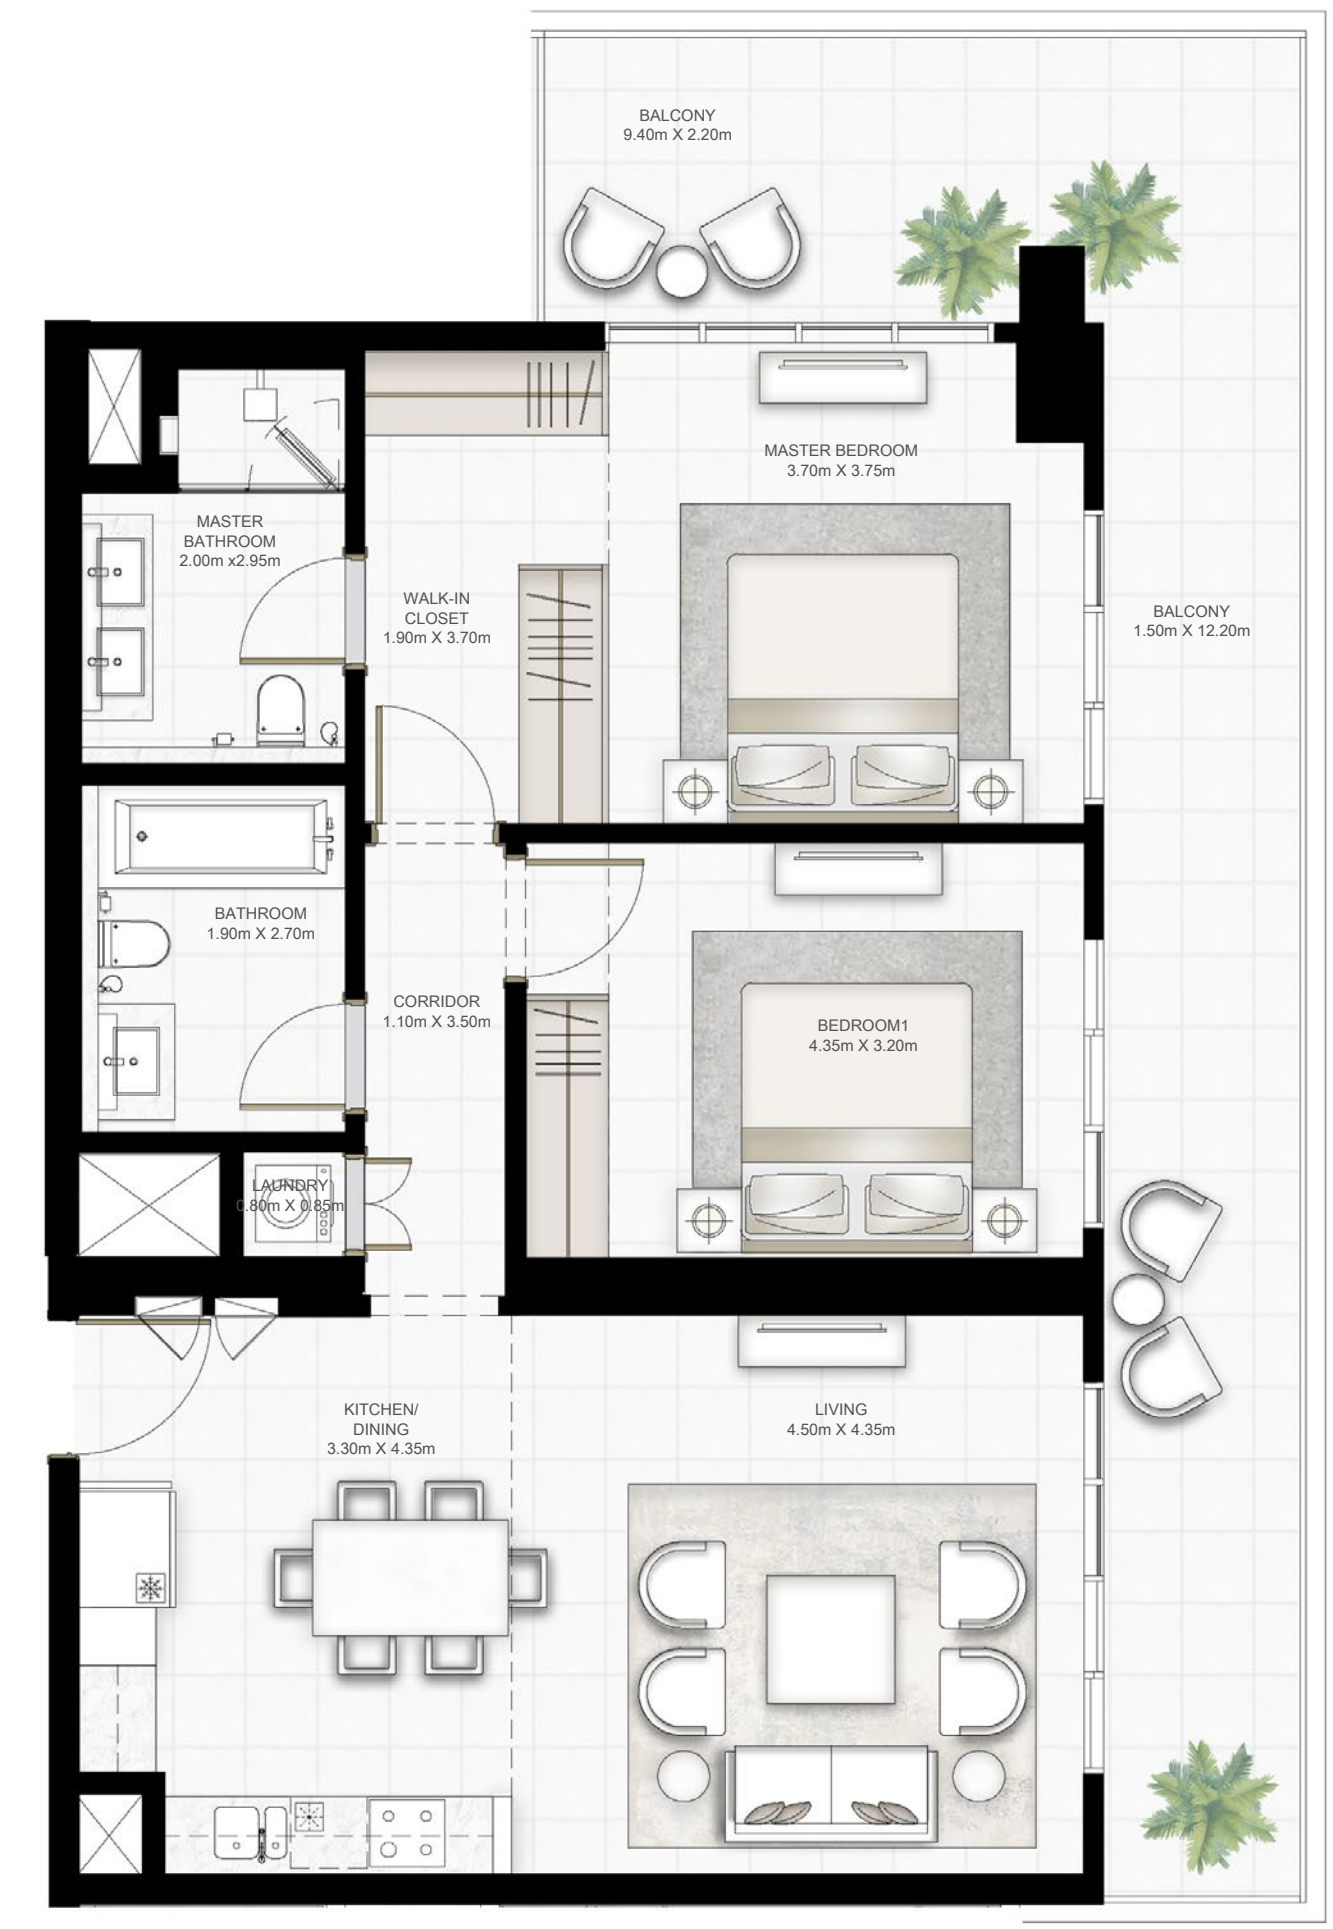 BALCONY
9.40m X 2.20m
MASTER BEDROOM
3.70m X 3.75m
MASTER
BATHROOM
2.00m x2.95m
WALK-IN
CLOSET
1.90m X 3.70m
BALCONY
1.50m X 12.20m
BATHROOM
1.90m X 2.70m
CORRIDOR
1.10m X 3.50m
BEDROOM1
4.35m X 3.20m
LAUNDRY
0.80m X 0.85m
KITCHEN/
DINING
3.30m X 4.35m
LIVING
4.50m X 4.35m